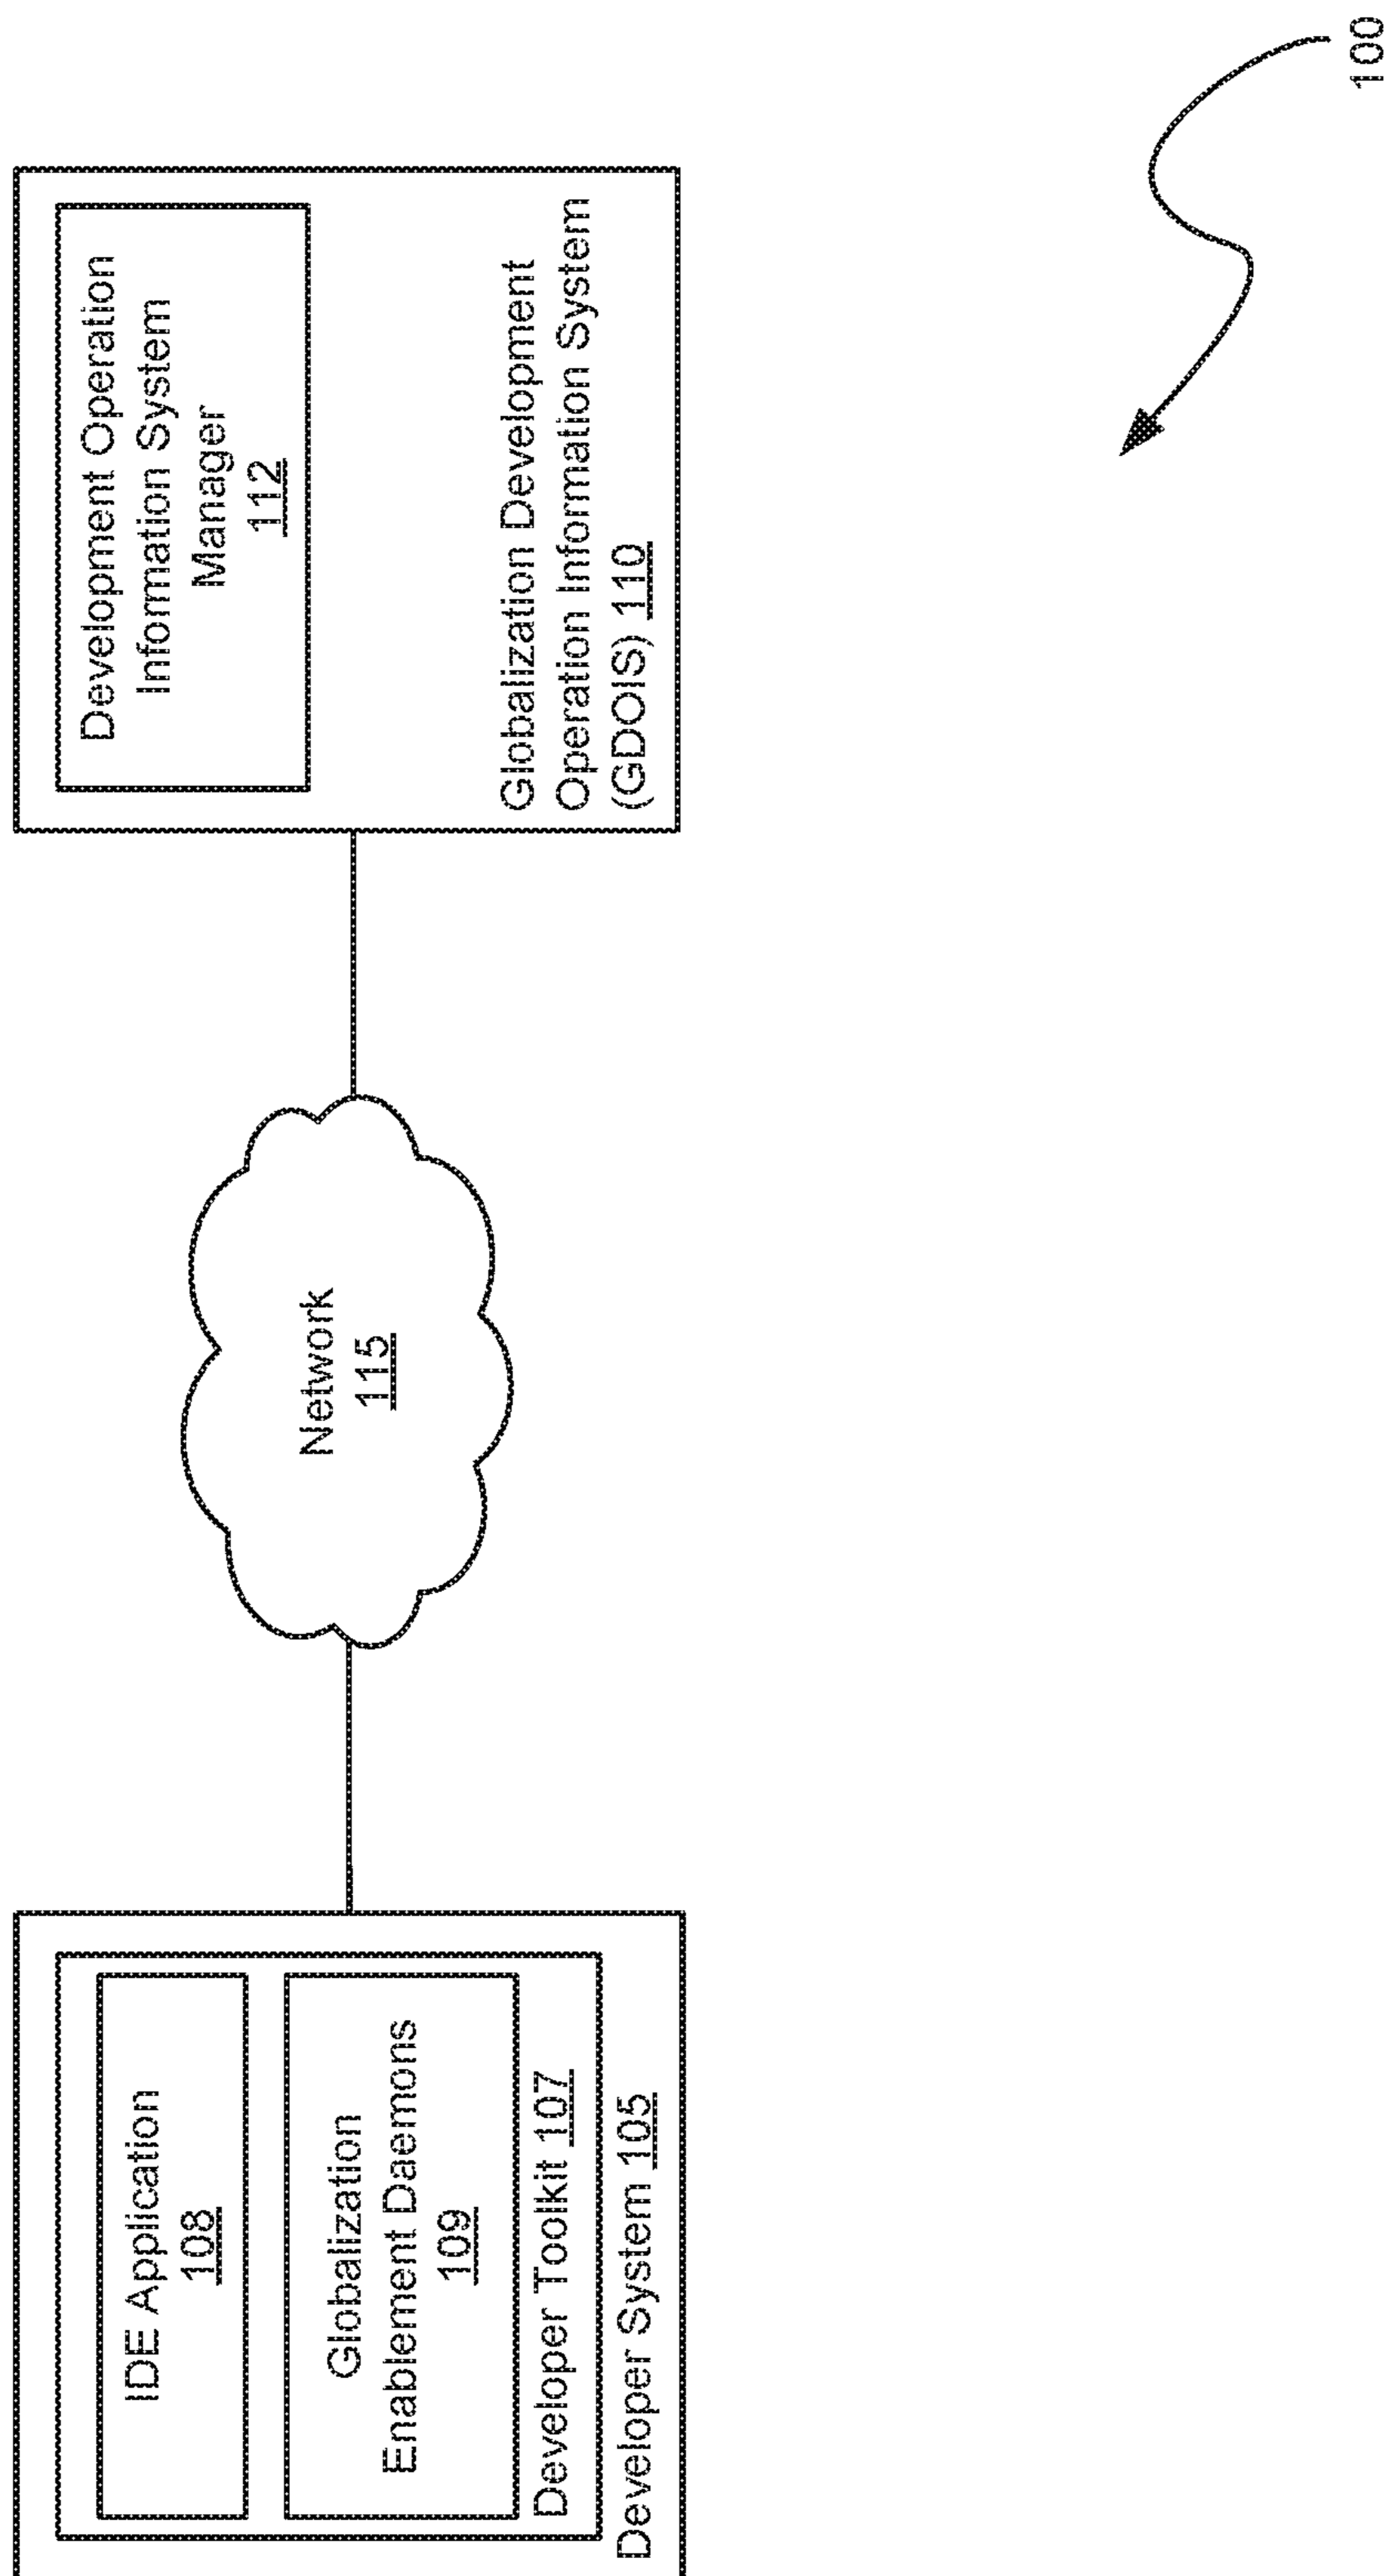 IDE Application
108
Globalization
Enablement Daemons
109
Developer Toolkit 107
Developer System 105
Network
115
Development Operation
Information System
Manager
112
Globalization Development
Operation Information System
(GDOIS) 110
100